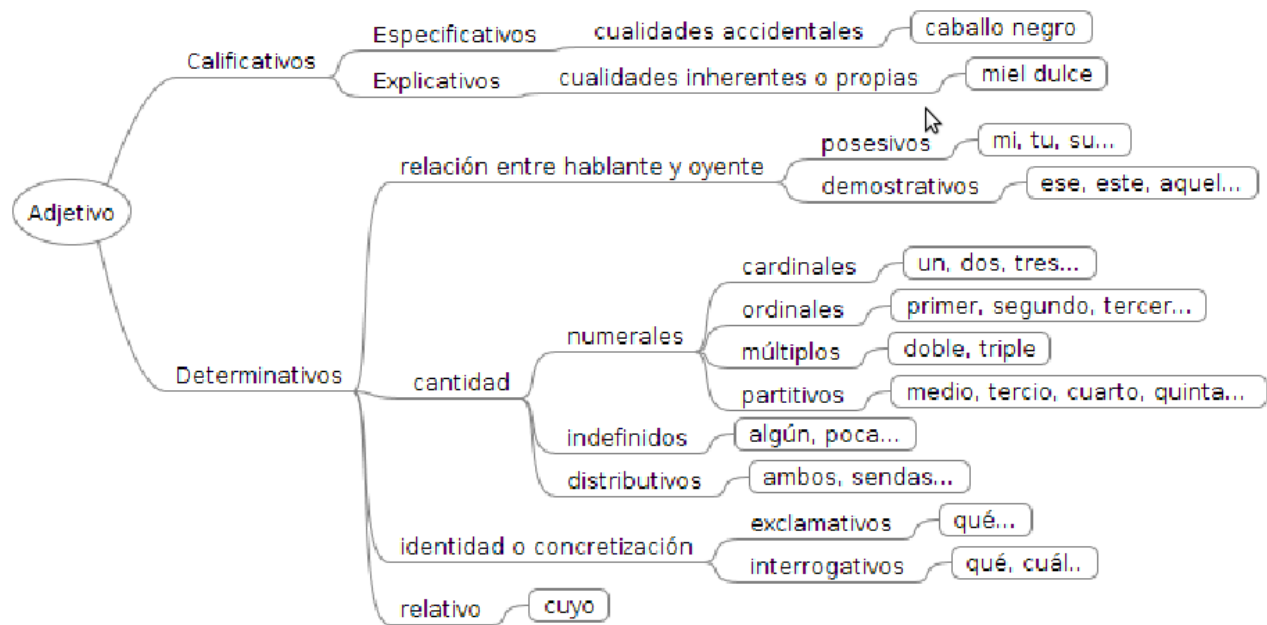 Adjetivo
Calificativos
Especificativos
cualidades accidentales
caballo negro
Explicativos
cualidades inherentes o propias
miel dulce
Determinativos
relación entre hablante y oyente
posesivos
mi, tu, su...
demostrativos
ese, este, aquel...
cantidad
numerales
cardinales
un, dos, tres...
ordinales
primer, segundo, tercer...
múltiplos
doble, triple
partitivos
medio, tercio, cuarto, quinta...
indefinidos
algún, poca...
distributivos
ambos, sendas...
identidad o concretización
exclamativos
qué...
interrogativos
qué, cuál..
relativo
cuyo